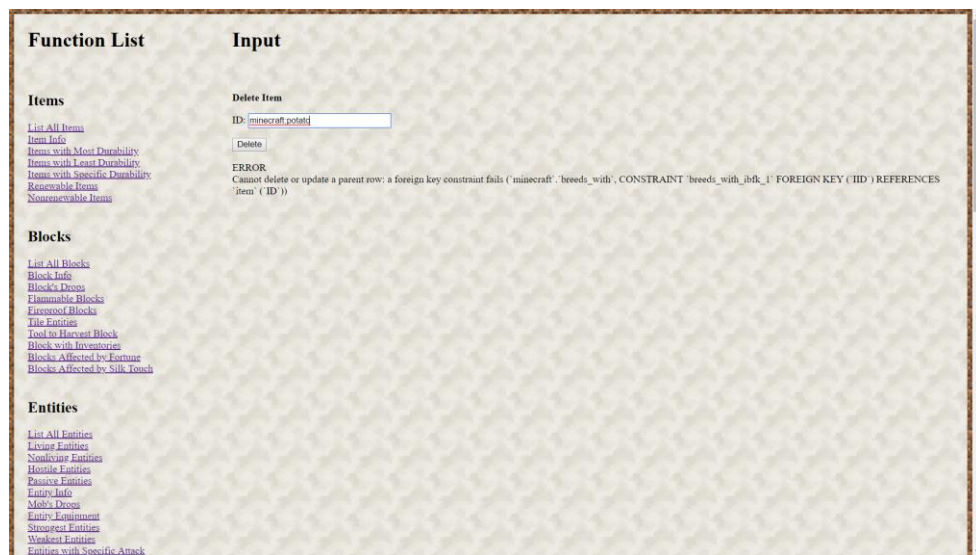 Function List
Items
List All Items
Item Info
Items with Most Durability
Items with Least Durability
Items with Specific Durability
Renewable Items
Nonrenewable Items
Blocks
List All Blocks
Block Info
Block's Drops
Flammable Blocks
Fireproof Blocks
Tile Entities
Tool to Harvest Block
Block with Inventories
Blocks Affected by Fortune
Blocks Affected by Silk Touch
Entities
List All Entities
Living Entities
Nonliving Entities
Hostile Entities
Passive Entities
Entity Info
Mob's Drops
Entity Equipment
Strongest Entities
Weakest Entities
Entities with Specific Attack
Input
Delete Item
ID: minecraft:potato
Delete
ERROR
Cannot delete or update a parent row: a foreign key constraint fails (`minecraft`.`breeds_with`, CONSTRAINT `breeds_with_ibfk_1` FOREIGN KEY (`IID`) REFERENCES
`item` (`ID`))